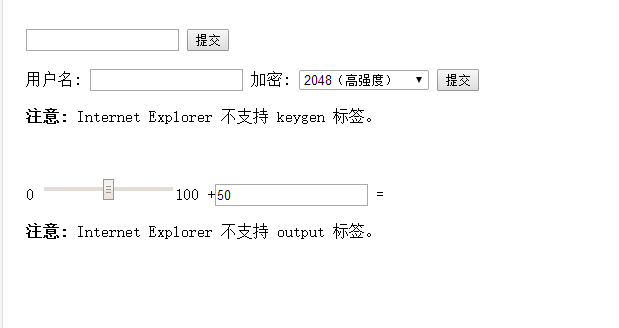 提交
用户名: 加密: 2048（高强度） 提交
注意: Internet Explorer 不支持 keygen 标签。
0 100 +50 =
注意: Internet Explorer 不支持 output 标签。